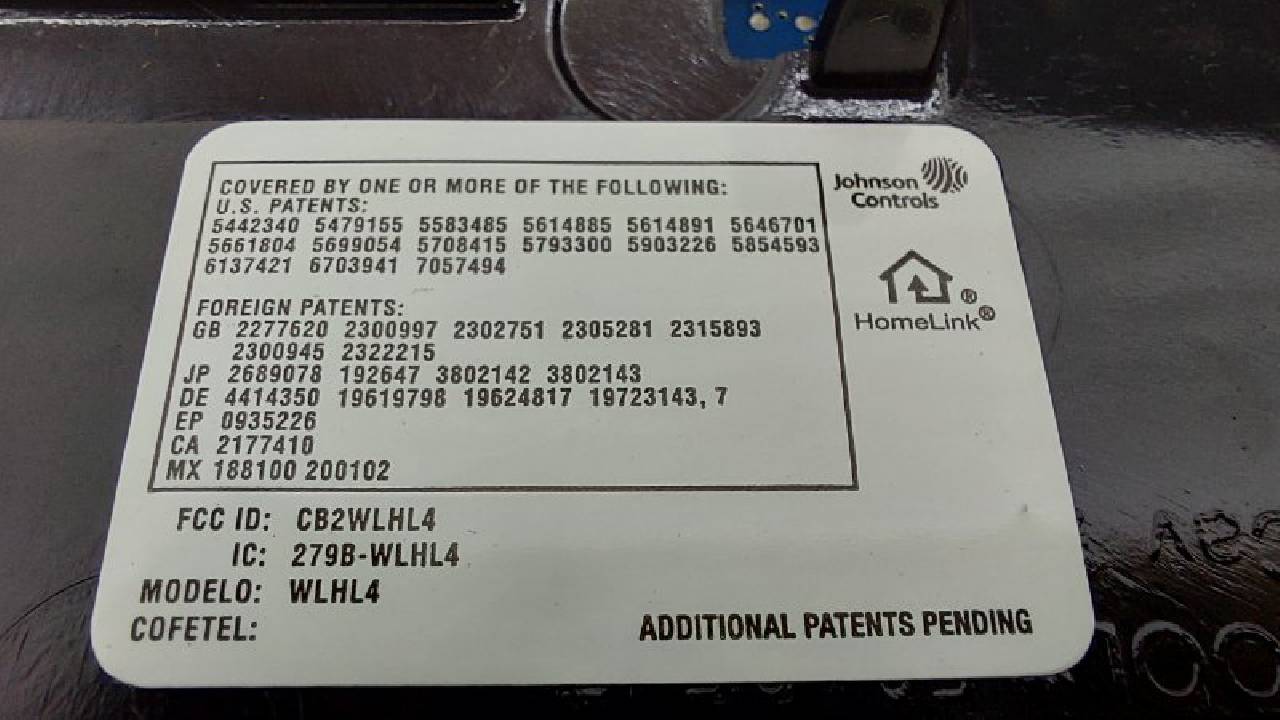 COVERED BY ONE OR MORE OF THE FOLLOWING:
U.S. PATENTS:
5442340 5479155 5583485 5614885 5614891 5646701
5661804 5699054 5708415 5793300 5903226 5854593
6137421 6703941 7057494
FOREIGN PATENTS:
GB 2277620 2300997 2302751 2305281 2315893
2300945 2322215
JP 2689078 192647 3802142 3802143
DE 4414350 19619798 19624817 19723143, 7
EP 0935226
CA 2177410
MX 188100 200102
Johnson
Controls
HomeLink®
FCC ID: CB2WLHL4
IC: 279B-WLHL4
MODELO: WLHL4
COFETEL:
ADDITIONAL PATENTS PENDING